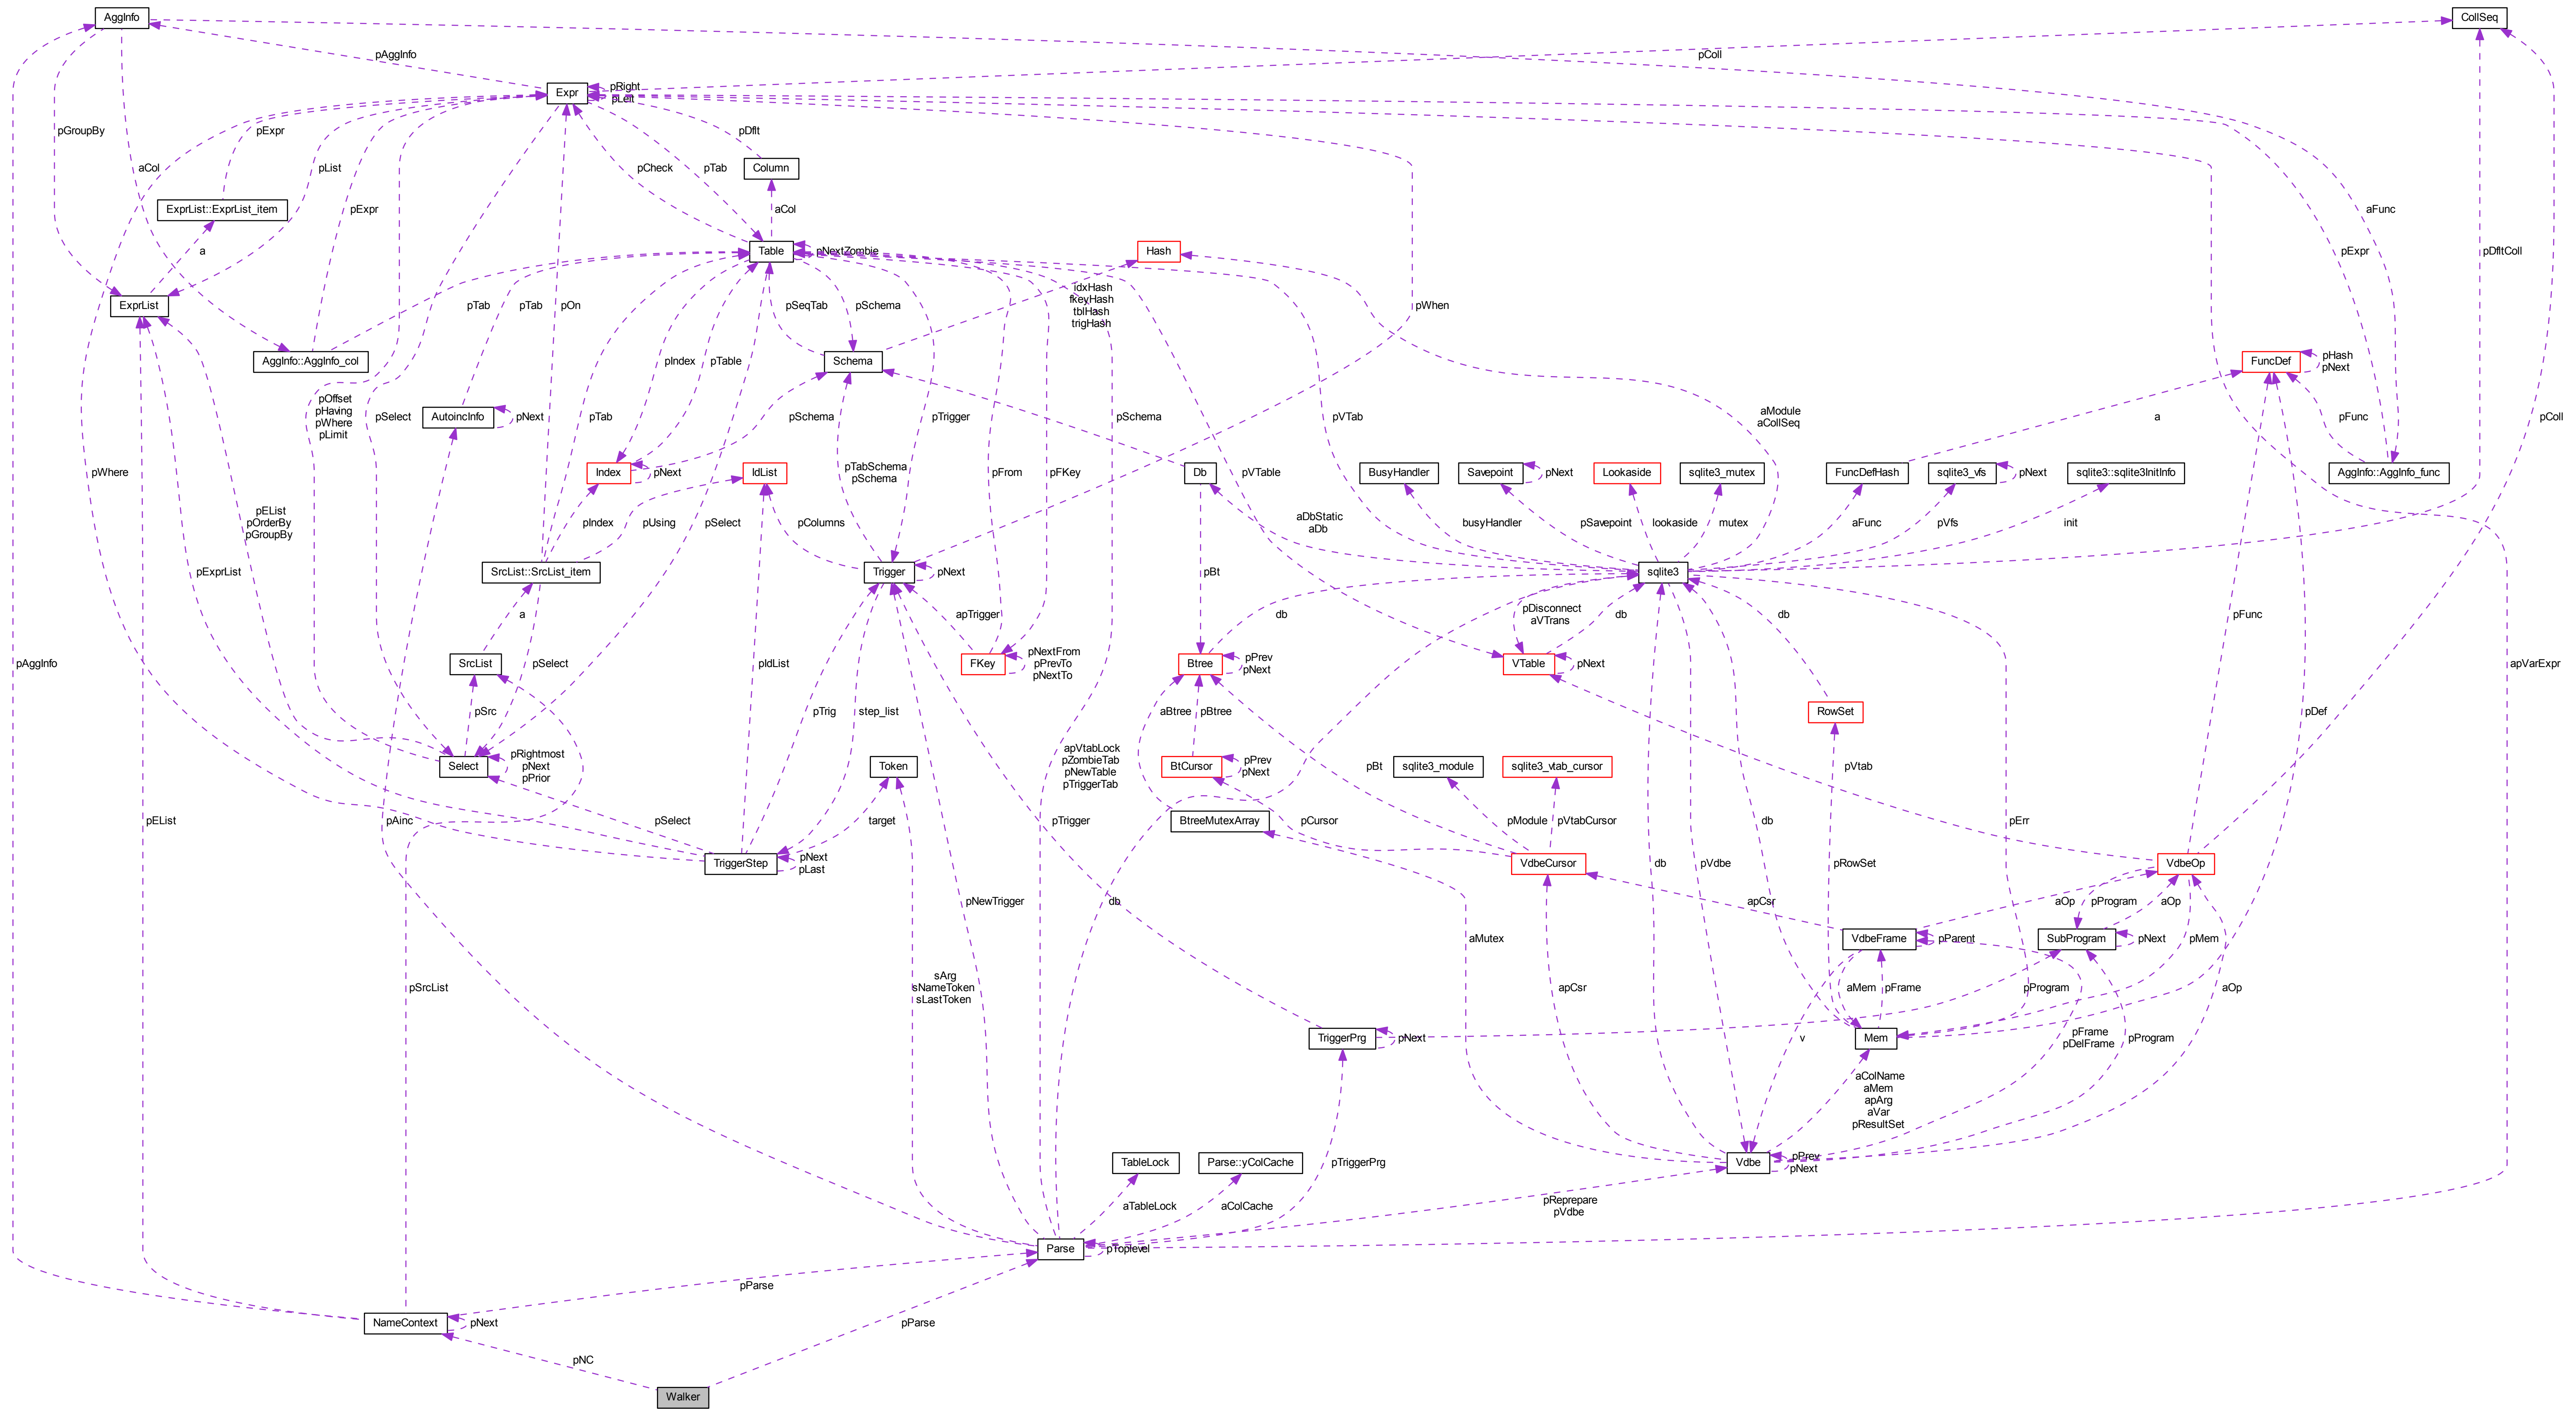 AggInfo
CollSeq
pAggInfo
pColl
Expr
pRight
pLeft
pGroupBy
pExpr
pDflt
aCol
pList
pCheck
pTab
Column
ExprList::ExprList_item
pExpr
aCol
aFunc
a
Table
pNextZombie
Hash
pExpr
pDfltColl
ExprList
pTab
pTab
pOn
pSeqTab
pSchema
idxHash
fkeyHash
tblHash
trigHash
pWhen
AggInfo::AggInfo_col
pIndex
pTable
Schema
FuncDef
pHash
pNext
pOffset
pHaving
pWhere
pLimit
AutoincInfo
pNext
pSelect
pTab
pSchema
pTrigger
pSchema
pVTab
aModule
aCollSeq
a
pFunc
pColl
pWhere
Index
pNext
IdList
pTabSchema
pSchema
pFrom
pFKey
Db
pVTable
BusyHandler
Savepoint
pNext
Lookaside
sqlite3_mutex
FuncDefHash
sqlite3_vfs
pNext
sqlite3::sqlite3InitInfo
AggInfo::AggInfo_func
pEList
pOrderBy
pGroupBy
pIndex
pUsing
pSelect
pColumns
aDbStatic
aDb
busyHandler
pSavepoint
lookaside
mutex
aFunc
pVfs
init
pExprList
SrcList::SrcList_item
Trigger
pNext
pBt
sqlite3
a
apTrigger
db
pDisconnect
aVTrans
db
db
pFunc
pAggInfo
SrcList
pSelect
pIdList
FKey
pNextFrom
pPrevTo
pNextTo
Btree
pPrev
pNext
VTable
pNext
apVarExpr
pSrc
pTrig
step_list
aBtree
pBtree
RowSet
pDef
Select
pRightmost
pNext
pPrior
Token
apVtabLock
pZombieTab
pNewTable
pTriggerTab
BtCursor
pPrev
pNext
pBt
sqlite3_module
sqlite3_vtab_cursor
pVtab
pEList
pAinc
pSelect
target
pTrigger
BtreeMutexArray
pCursor
pModule
pVtabCursor
db
pErr
TriggerStep
pNext
pLast
VdbeCursor
db
pVdbe
pRowSet
VdbeOp
pNewTrigger
db
apCsr
aOp
pProgram
aOp
aMutex
VdbeFrame
pParent
SubProgram
pNext
pMem
pSrcList
sArg
sNameToken
sLastToken
apCsr
aMem
pFrame
pProgram
aOp
TriggerPrg
pNext
v
Mem
pFrame
pDelFrame
pProgram
aColName
aMem
apArg
aVar
pResultSet
TableLock
Parse::yColCache
pTriggerPrg
Vdbe
pPrev
pNext
aTableLock
aColCache
pReprepare
pVdbe
Parse
pToplevel
pParse
NameContext
pNext
pParse
pNC
Walker